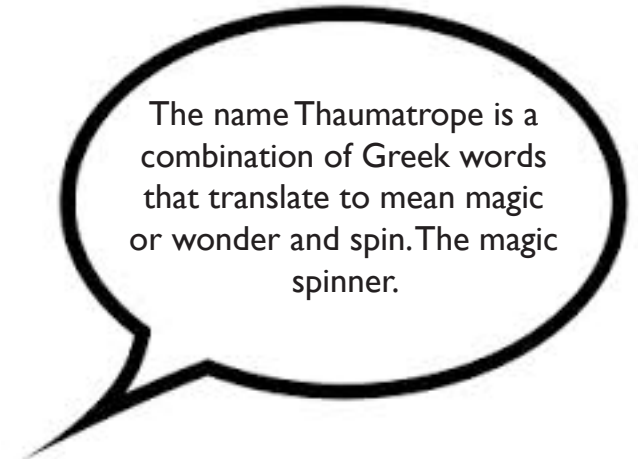 The name Thaumatrope is a
combination of Greek words
that translate to mean magic
or wonder and spin. The magic
spinner.